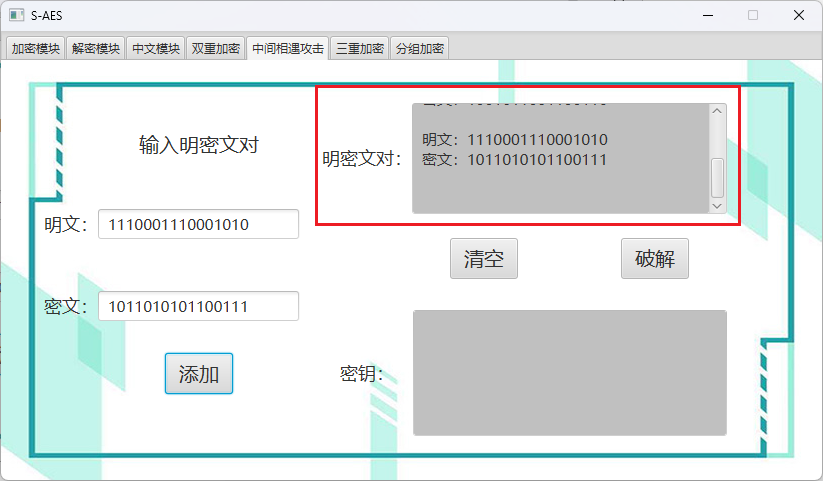 S-AES
加密模块 解密模块 中文模块 双重加密 中间相遇攻击 三重加密 分组加密
输入明密文对
明文：1110001110001010
密文：1011010101100111
添加
明密文对：
明文：1110001110001010
密文：1011010101100111
清空 破解
密钥：